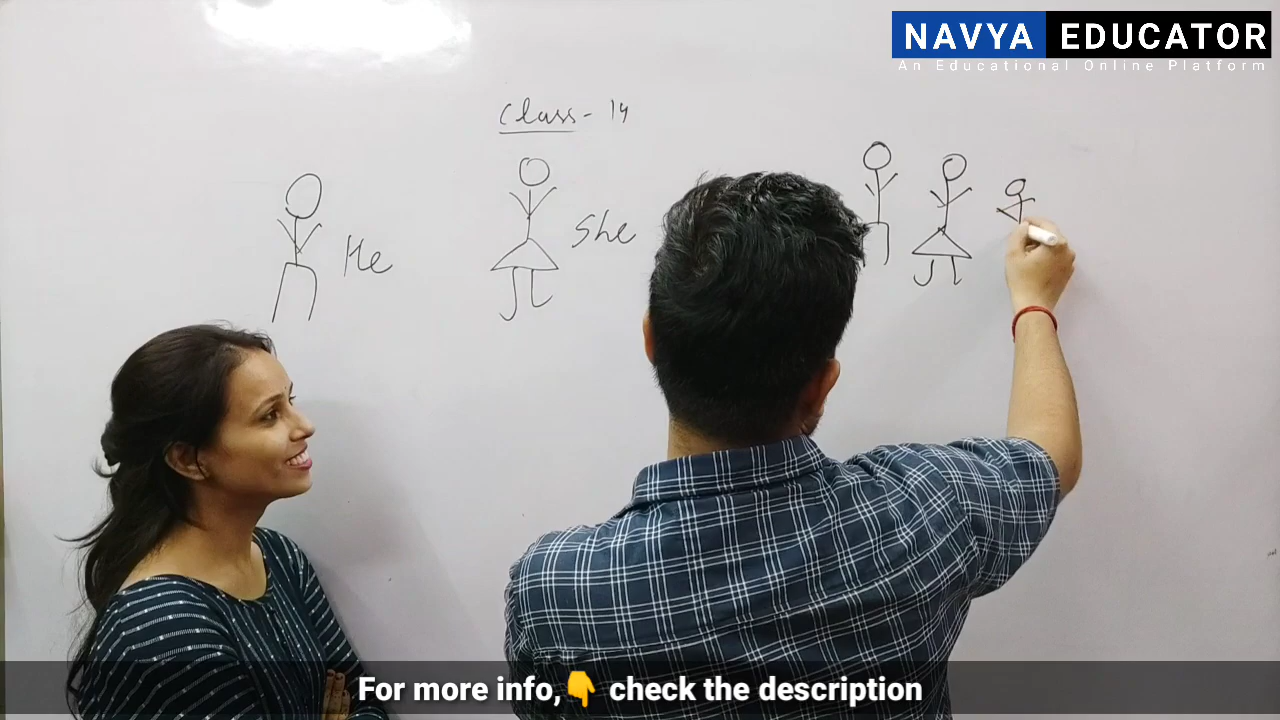 NAVYA EDUCATOR
An Educational Online Platform
Class - 14
He
She
For more info,👇 check the description